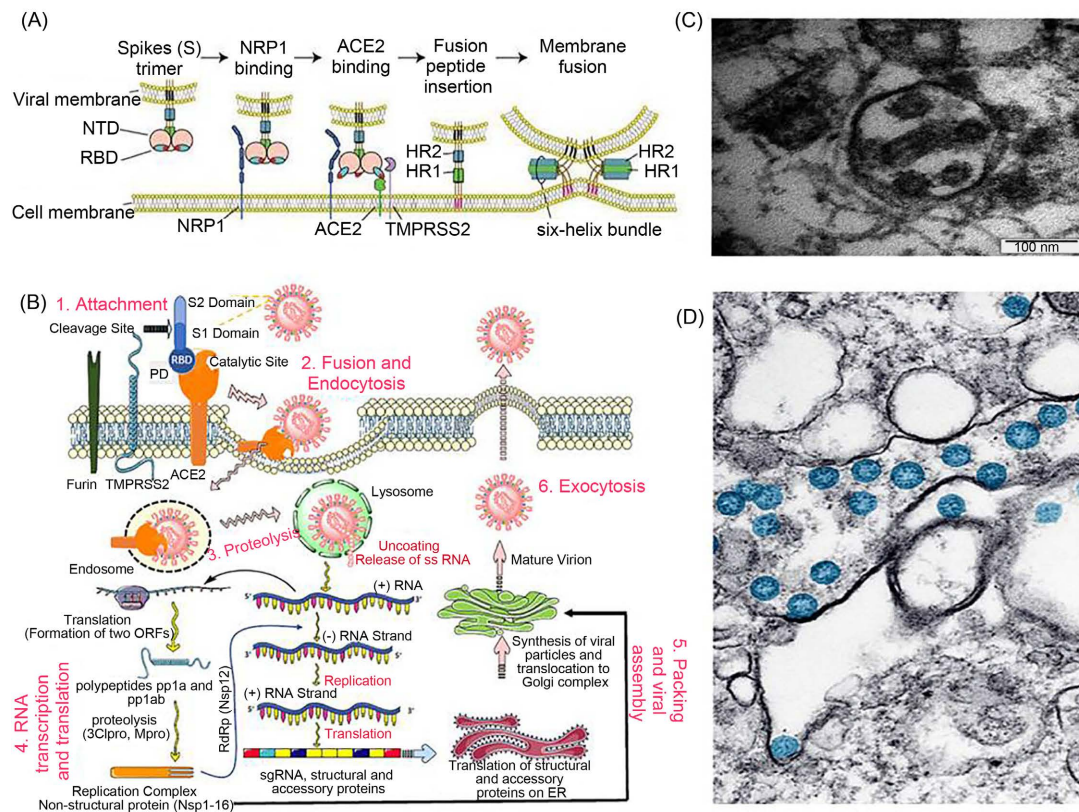 (A)
Spikes (S)
trimer
NRP1
binding
ACE2
binding
Fusion
peptide
insertion
Membrane
fusion
Viral membrane
NTD
RBD
HR2
HR1
HR2
HR1
Cell membrane
NRP1
ACE2
TMPRSS2
six-helix bundle
(C)
100 nm
(B)
1. Attachment
S2 Domain
Cleavage Site
S1 Domain
RBD
Catalytic Site
PD
2. Fusion and
Endocytosis
Furin
TMPRSS2
ACE2
Lysosome
6. Exocytosis
3. Proteolysis
Endosome
Uncoating
Release of ss RNA
Mature Virion
(+) RNA
5'
3'
Translation
(Formation of two ORFs)
(-) RNA Strand
3'
5'
Synthesis of viral
particles and
translocation to
Golgi complex
5. Packing
and viral
assembly
Replication
polypeptides pp1a and
pp1ab
RdRp (Nsp12)
(+) RNA Strand
5'
3'
4. RNA
transcription
and translation
proteolysis
(3Clpro, Mpro)
Translation
sgRNA, structural and
accessory proteins
Translation of structural
and accessory
proteins on ER
Replication Complex
Non-structural protein (Nsp1-16)
(D)